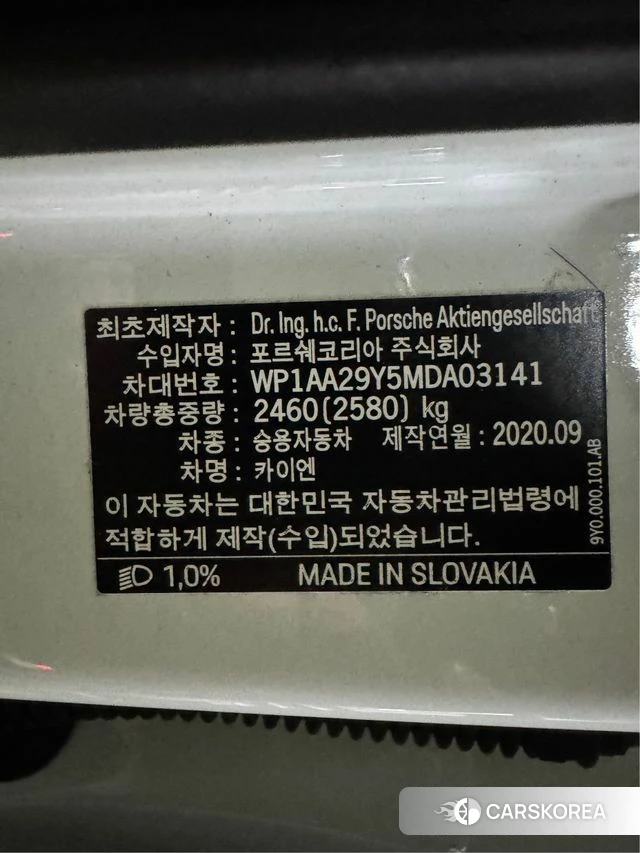 최초제작자 : Dr. Ing. h.c. F. Porsche Aktiengesellschaft
수입자명 : 포르쉐코리아 주식회사
차대번호 : WP1AA29Y5MDA03141
차량총중량 : 2460(2580) kg
차종 : 승용자동차 제작연월 : 2020.09
차명 : 카이엔
이 자동차는 대한민국 자동차관리법령에
적합하게 제작(수입)되었습니다.
1,0% MADE IN SLOVAKIA
9Y0.000.101.AB
CARSKOREA